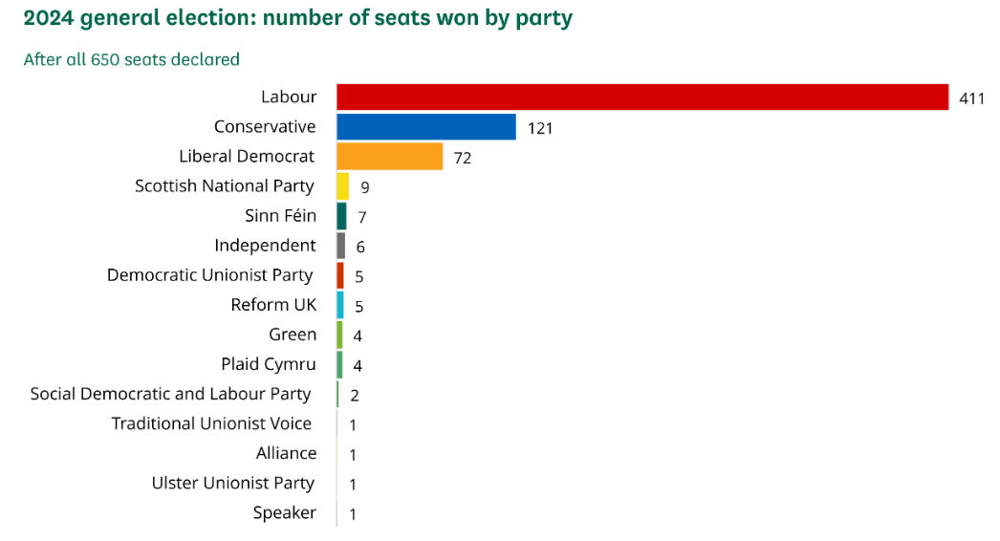 2024 general election: number of seats won by party
After all 650 seats declared
Labour 411
Conservative 121
Liberal Democrat 72
Scottish National Party 9
Sinn Féin 7
Independent 6
Democratic Unionist Party 5
Reform UK 5
Green 4
Plaid Cymru 4
Social Democratic and Labour Party 2
Traditional Unionist Voice 1
Alliance 1
Ulster Unionist Party 1
Speaker 1